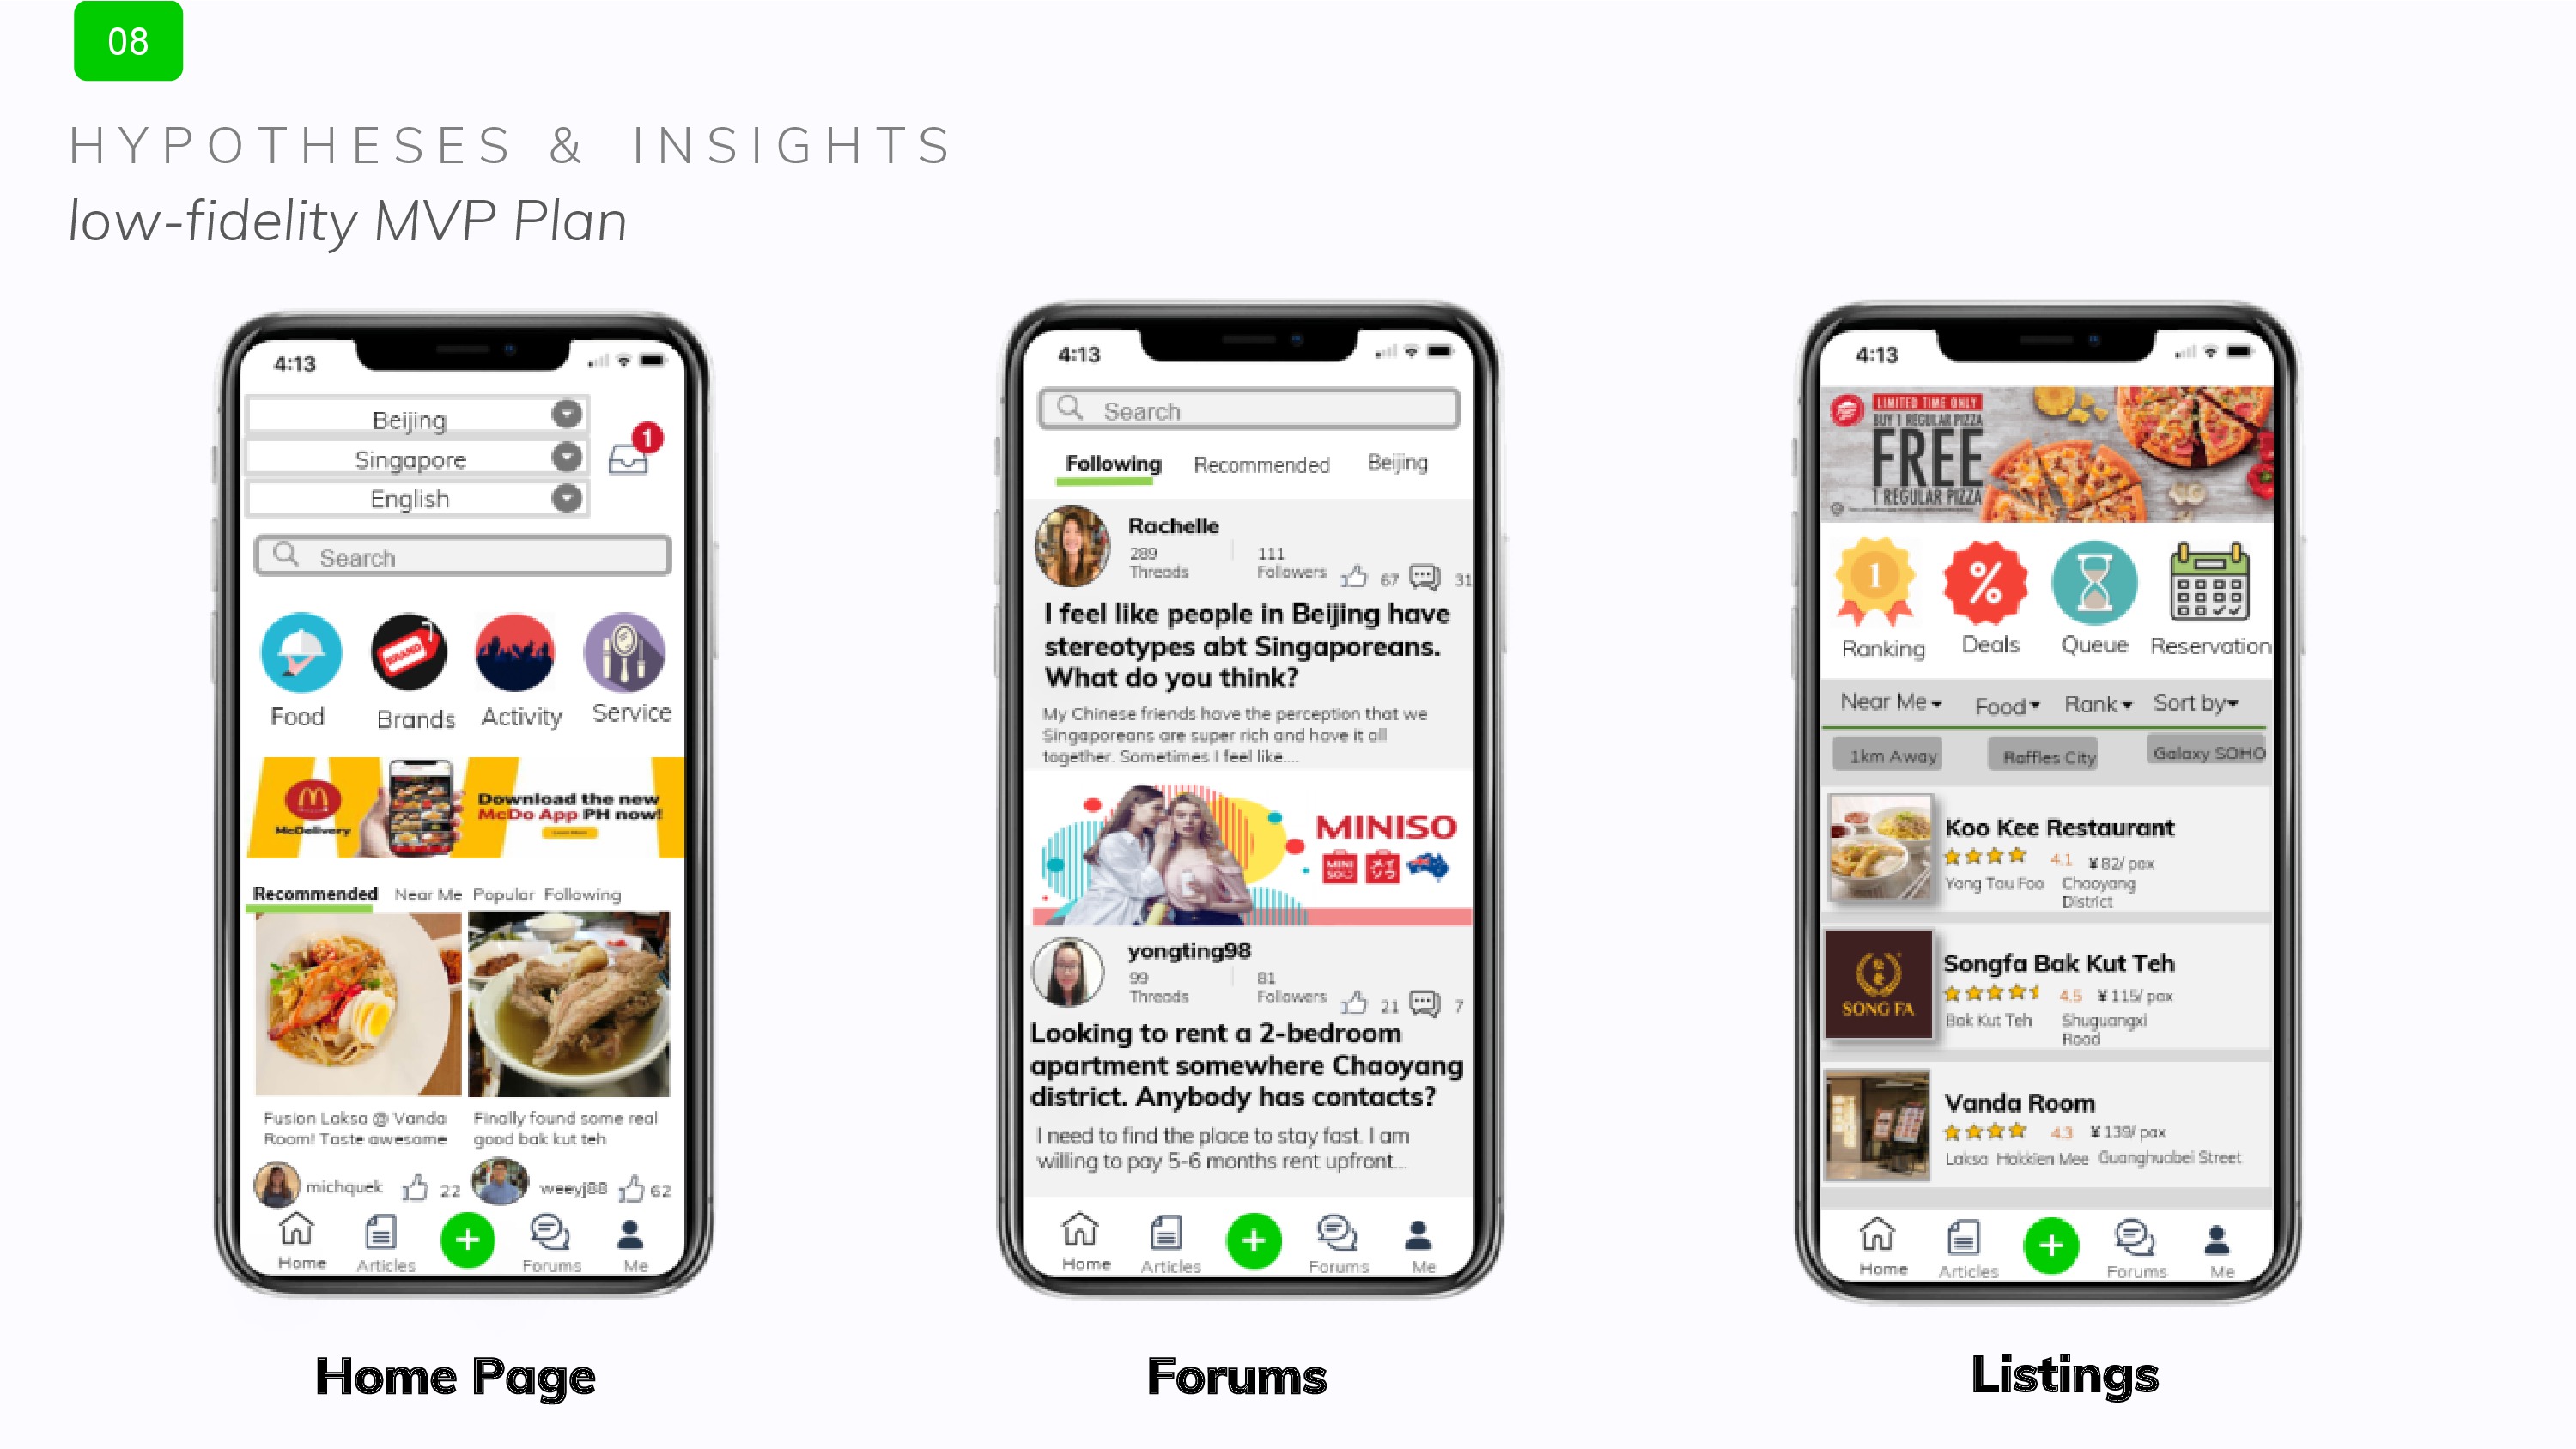 08
HYPOTHESES & INSIGHTS
low-fidelity MVP Plan
4:13
Beijing
1
Singapore
English
Search
BRAND
Food
Brands
Activity
Service
McDelivery
Download the new
McDo App PH now!
Recommended Near Me Popular Following
Fusion Laksa @ Vanda
Room! Taste awesome
Finally found some real
good bak kut teh
michquek 22
weeyj88 62
Home Articles + Forums Me
Home Page
4:13
Search
Following Recommended Beijing
Rachelle
289
Threads
111
Followers
67 31
I feel like people in Beijing have
stereotypes abt Singaporeans.
What do you think?
My Chinese friends have the perception that we
Singaporeans are super rich and have it all
together. Sometimes I feel like....
MINISO
MINI
SO
メイ
ソウ
yongting98
99
Threads
81
Followers
21 7
Looking to rent a 2-bedroom
apartment somewhere Chaoyang
district. Anybody has contacts?
I need to find the place to stay fast. I am
willing to pay 5-6 months rent upfront...
Home Articles + Forums Me
Forums
4:13
LIMITED TIME ONLY
BUY 1 REGULAR PIZZA
FREE
1 REGULAR PIZZA
1
%
Ranking Deals Queue Reservation
Near Me Food Rank Sort by
1km Away Raffles City Galaxy SOHO
Koo Kee Restaurant
4.1 ¥82/ pax
Yong Tau Foo
Chaoyang
District
SONG FA
Songfa Bak Kut Teh
4.5 ¥115/ pax
Bak Kut Teh
Shuguangxi
Road
Vanda Room
4.3 ¥139/ pax
Laksa Hokkien Mee Guanghuabei Street
Home Articles + Forums Me
Listings